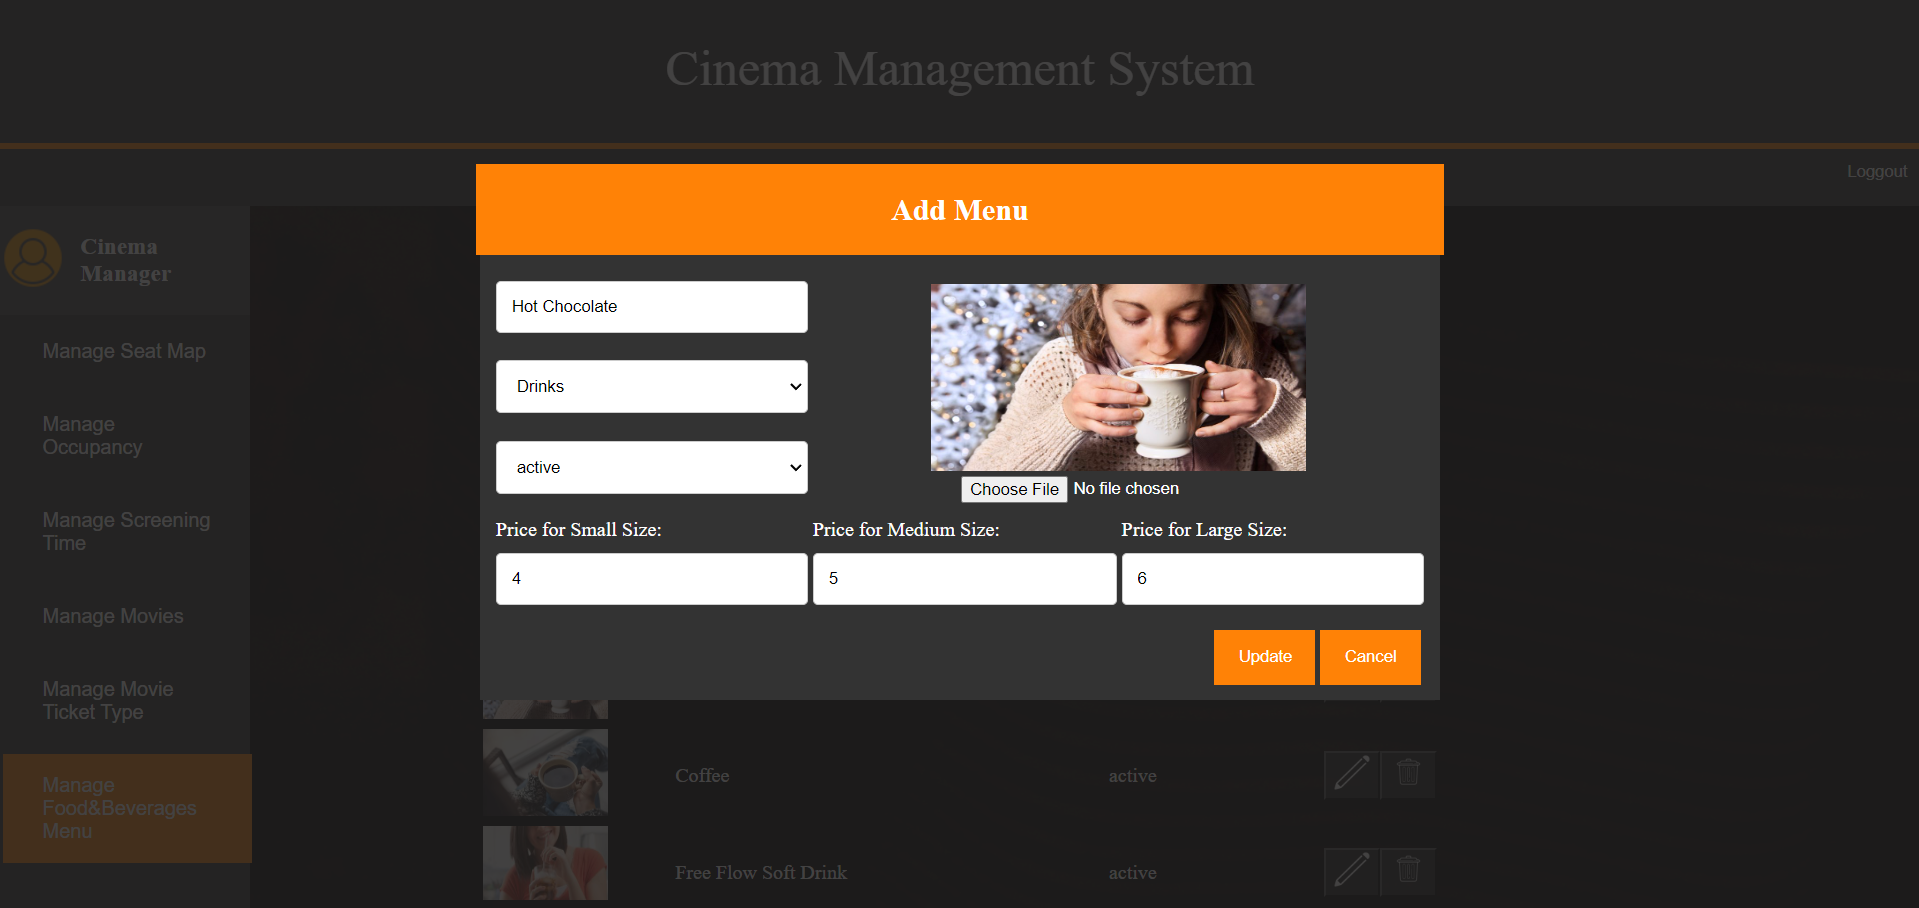 Cinema Management System
Loggout
Cinema
Manager
Manage Seat Map
Manage
Occupancy
Manage Screening
Time
Manage Movies
Manage Movie
Ticket Type
Manage
Food&Beverages
Menu
Add Menu
Hot Chocolate
Drinks
active
Choose File No file chosen
Price for Small Size: Price for Medium Size: Price for Large Size:
4 5 6
Update Cancel
Coffee active
Free Flow Soft Drink active